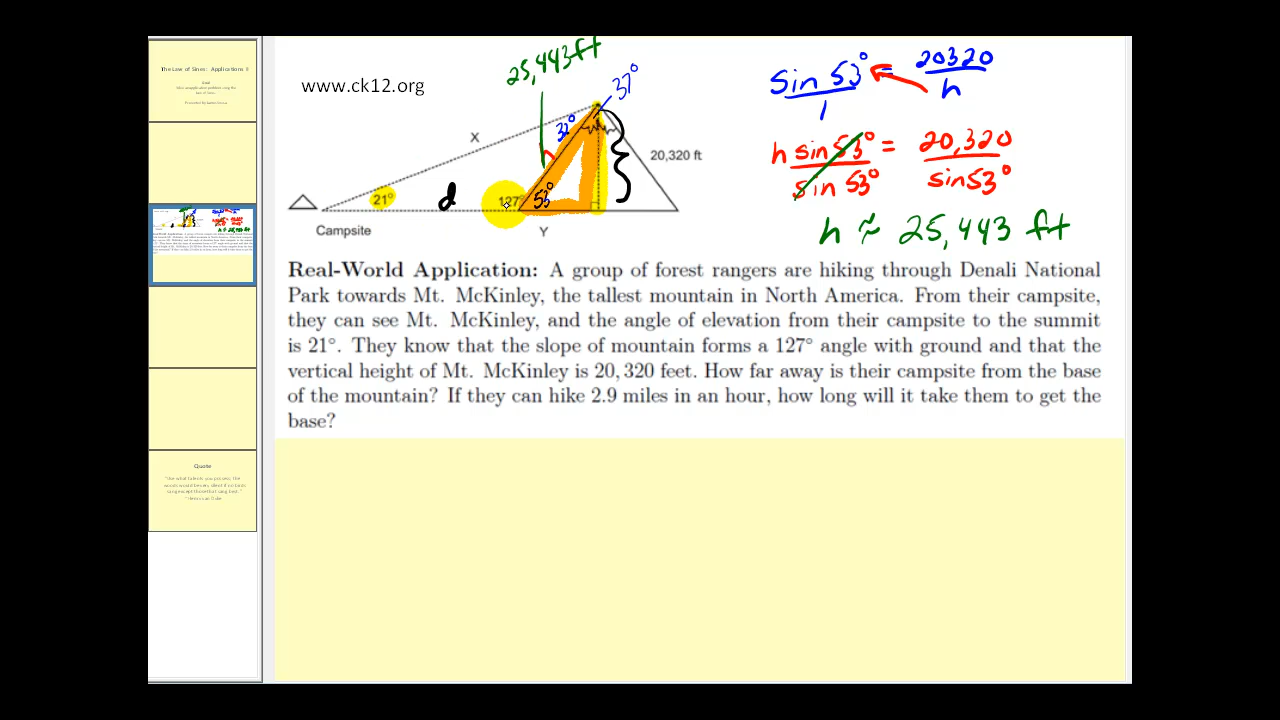 The Law of Sines: Applications 3
Quote
www.ck12.org
25,443 ft
37°
32°
X
20,320 ft
21°
d
127°
53°
Campsite
Y
sin 53° = 20320
1 h
h sin 53° = 20,320
sin 53° sin 53°
h ≈ 25,443 ft
Real-World Application: A group of forest rangers are hiking through Denali National
Park towards Mt. McKinley, the tallest mountain in North America. From their campsite,
they can see Mt. McKinley, and the angle of elevation from their campsite to the summit
is 21°. They know that the slope of mountain forms a 127° angle with ground and that the
vertical height of Mt. McKinley is 20,320 feet. How far away is their campsite from the base
of the mountain? If they can hike 2.9 miles in an hour, how long will it take them to get the
base?